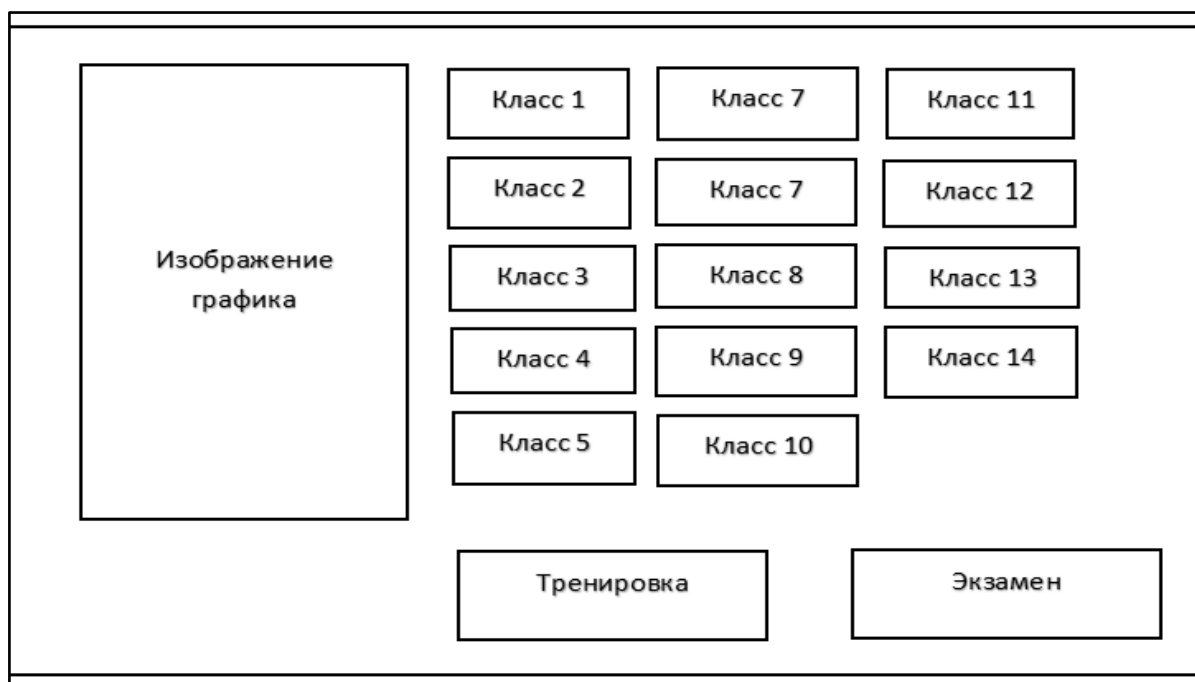 Изображение
графика
Класс 1
Класс 2
Класс 3
Класс 4
Класс 5
Класс 7
Класс 7
Класс 8
Класс 9
Класс 10
Класс 11
Класс 12
Класс 13
Класс 14
Тренировка
Экзамен